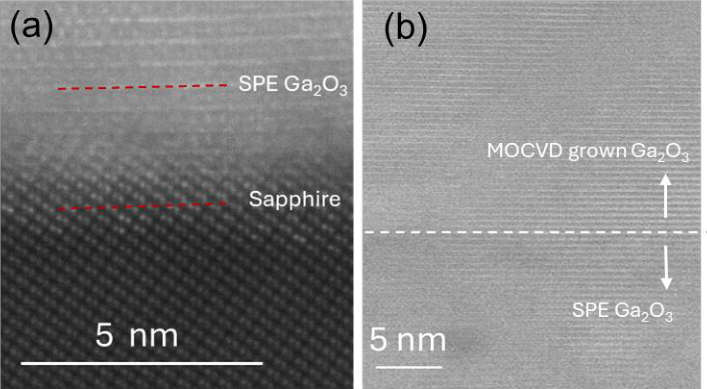 (a)
SPE Ga₂O₃
Sapphire
5 nm
(b)
MOCVD grown Ga₂O₃
SPE Ga₂O₃
5 nm